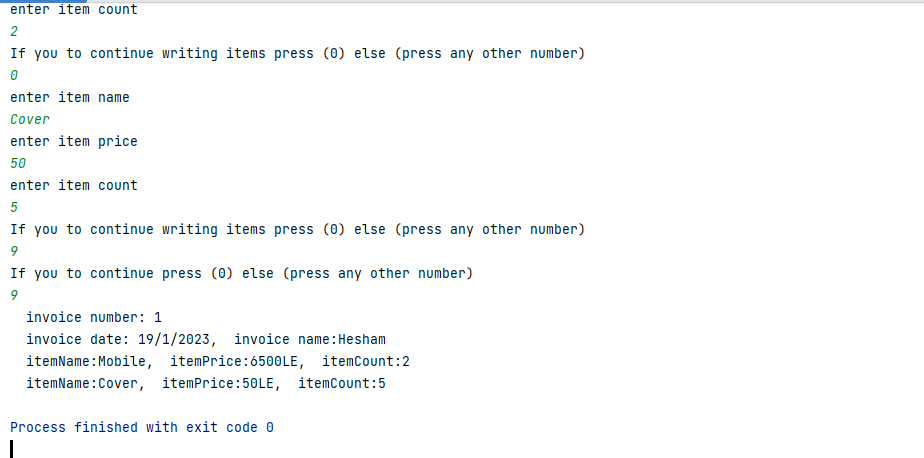 enter item count
2
If you to continue writing items press (0) else (press any other number)
0
enter item name
Cover
enter item price
50
enter item count
5
If you to continue writing items press (0) else (press any other number)
9
If you to continue press (0) else (press any other number)
9
invoice number: 1
invoice date: 19/1/2023,  invoice name:Hesham
itemName:Mobile,  itemPrice:6500LE,  itemCount:2
itemName:Cover,  itemPrice:50LE,  itemCount:5
Process finished with exit code 0